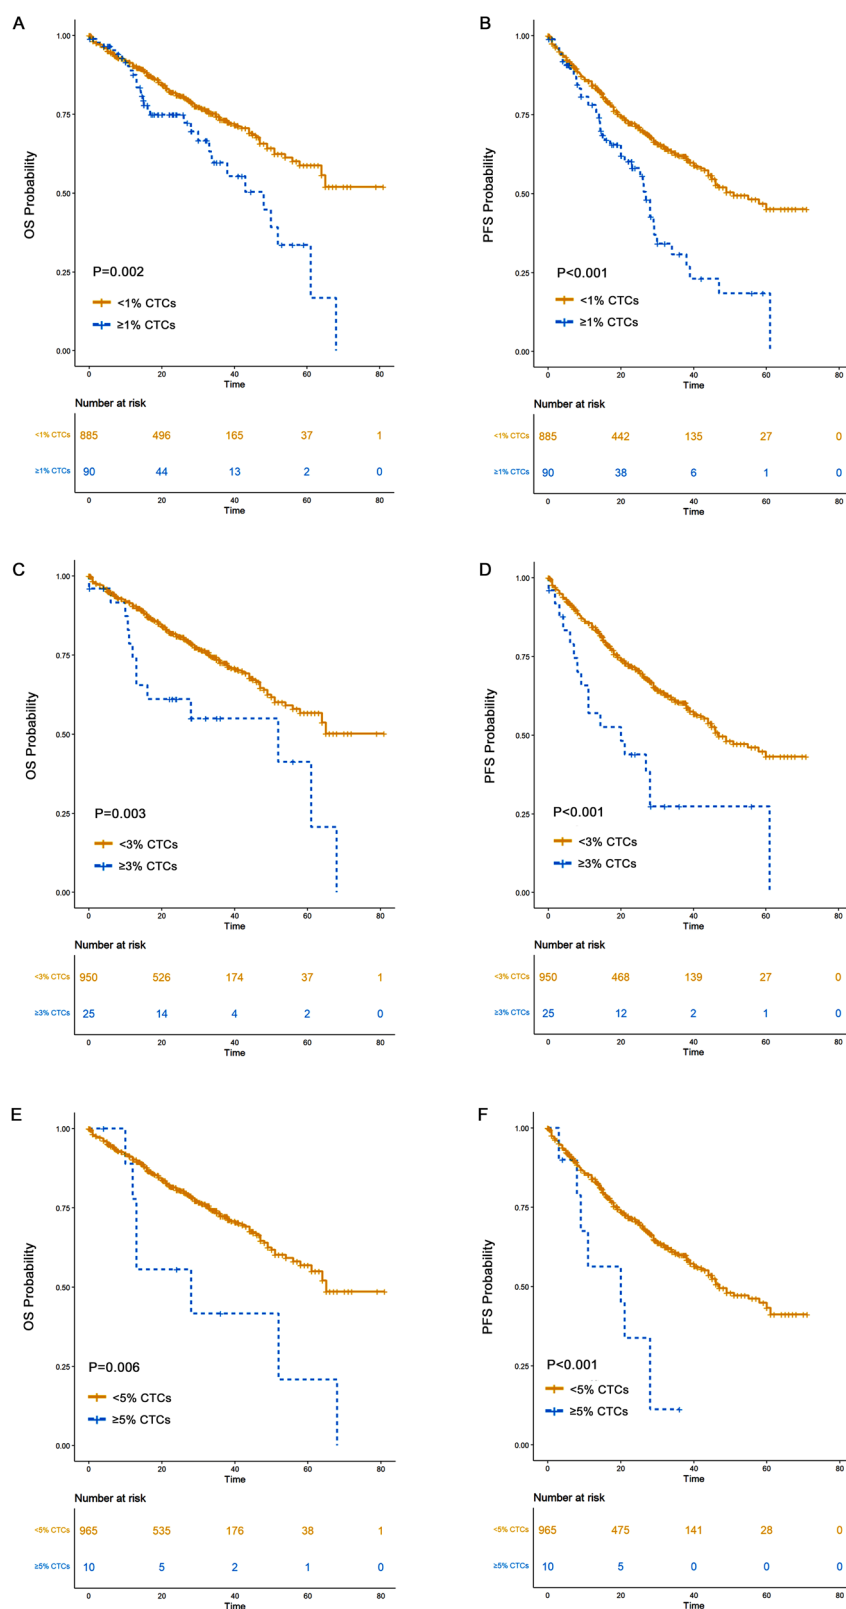 A
OS Probability
1.00
0.75
0.50
0.25
0.00
P=0.002
<1% CTCs
≥1% CTCs
0 20 40 60 80
Time
Number at risk
<1% CTCs 885 496 165 37 1
≥1% CTCs 90 44 13 2 0
0 20 40 60 80
Time
B
PFS Probability
1.00
0.75
0.50
0.25
0.00
P<0.001
<1% CTCs
≥1% CTCs
0 20 40 60 80
Time
Number at risk
<1% CTCs 885 442 135 27 0
≥1% CTCs 90 38 6 1 0
0 20 40 60 80
Time
C
OS Probability
1.00
0.75
0.50
0.25
0.00
P=0.003
<3% CTCs
≥3% CTCs
0 20 40 60 80
Time
Number at risk
<3% CTCs 950 526 174 37 1
≥3% CTCs 25 14 4 2 0
0 20 40 60 80
Time
D
PFS Probability
1.00
0.75
0.50
0.25
0.00
P<0.001
<3% CTCs
≥3% CTCs
0 20 40 60 80
Time
Number at risk
<3% CTCs 950 468 139 27 0
≥3% CTCs 25 12 2 1 0
0 20 40 60 80
Time
E
OS Probability
1.00
0.75
0.50
0.25
0.00
P=0.006
<5% CTCs
≥5% CTCs
0 20 40 60 80
Time
Number at risk
<5% CTCs 965 535 176 38 1
≥5% CTCs 10 5 2 1 0
0 20 40 60 80
Time
F
PFS Probability
1.00
0.75
0.50
0.25
0.00
P<0.001
<5% CTCs
≥5% CTCs
0 20 40 60 80
Time
Number at risk
<5% CTCs 965 475 141 28 0
≥5% CTCs 10 5 0 0 0
0 20 40 60 80
Time